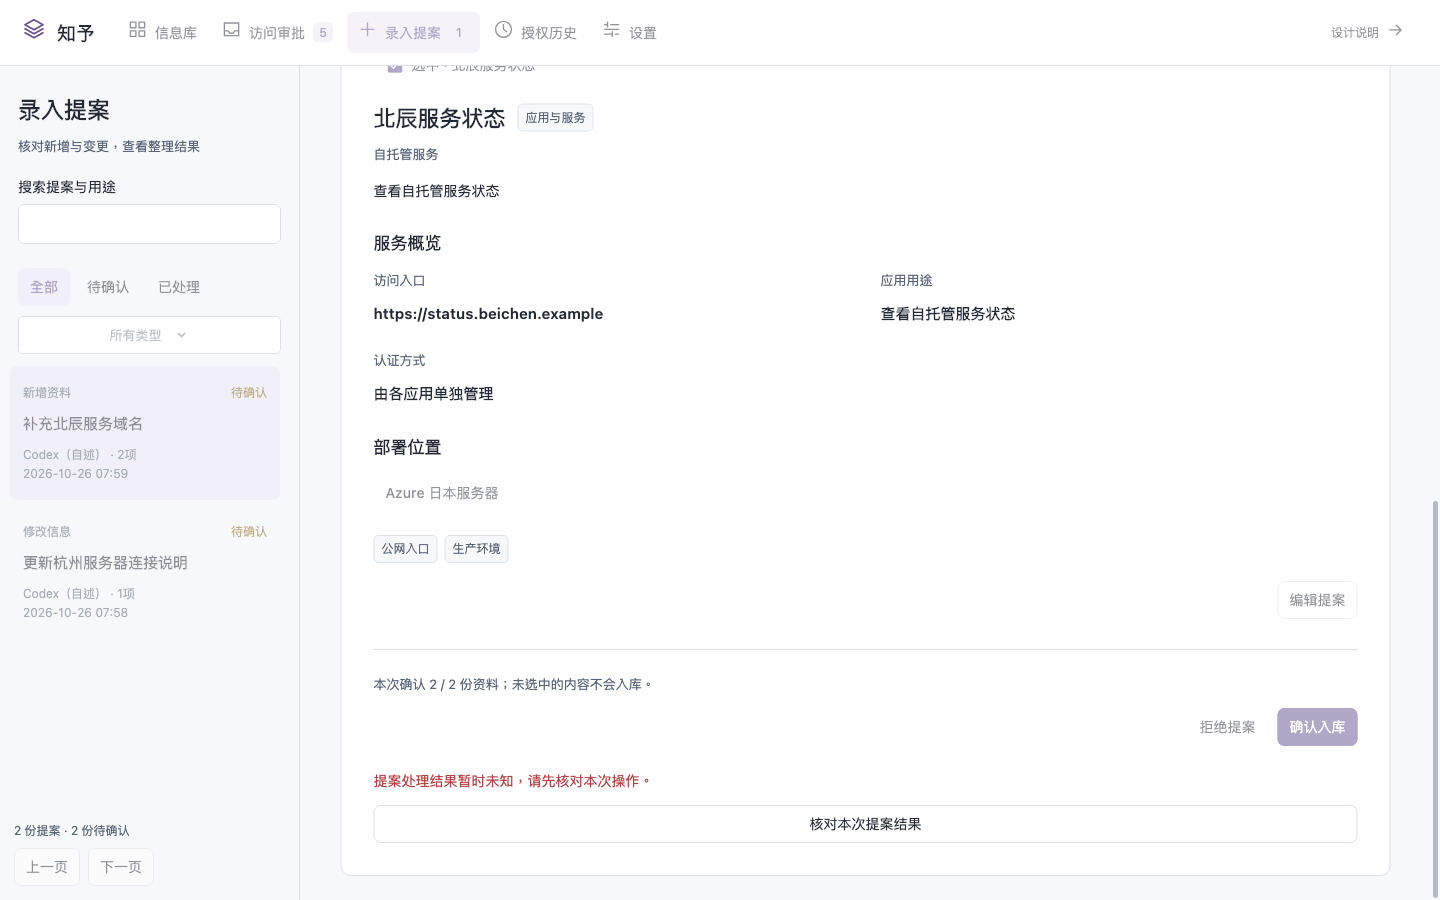 知予
信息库
访问审批 5
录入提案 1
授权历史
设置
设计说明
录入提案
核对新增与变更，查看整理结果
搜索提案与用途
全部
待确认
已处理
所有类型
新增资料 待确认
补充北辰服务域名
Codex（自述） · 2项
2026-10-26 07:59
修改信息 待确认
更新杭州服务器连接说明
Codex（自述） · 1项
2026-10-26 07:58
2 份提案 · 2 份待确认
上一页
下一页
选中 · 北辰服务状态
北辰服务状态 应用与服务
自托管服务
查看自托管服务状态
服务概览
访问入口 应用用途
https://status.beichen.example 查看自托管服务状态
认证方式
由各应用单独管理
部署位置
Azure 日本服务器
公网入口 生产环境
编辑提案
本次确认 2 / 2 份资料；未选中的内容不会入库。
拒绝提案 确认入库
提案处理结果暂时未知，请先核对本次操作。
核对本次提案结果